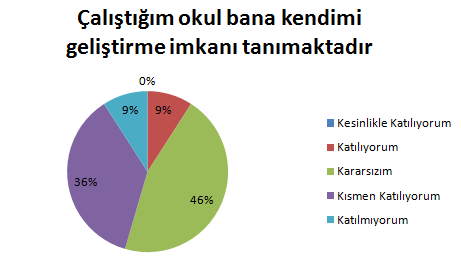 Çalıştığım okul bana kendimi
geliştirme imkanı tanımaktadır
0%
9%
9%
36%
46%
Kesinlikle Katılıyorum
Katılıyorum
Kararsızım
Kısmen Katılıyorum
Katılmıyorum